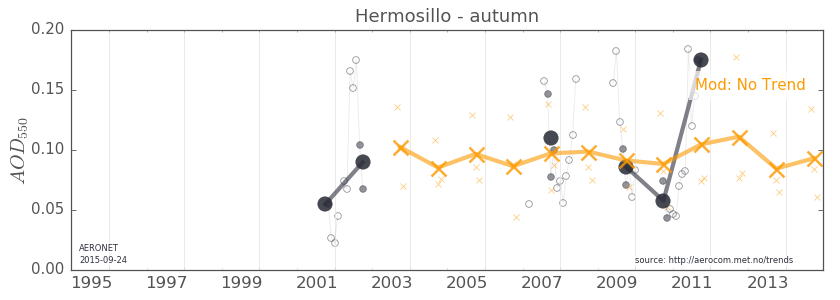 Hermosillo - autumn
0.20
0.15
0.10
0.05
0.00
AOD550
Mod: No Trend
AERONET
2015-09-24
source: http://aerocom.met.no/trends
1995 1997 1999 2001 2003 2005 2007 2009 2011 2013